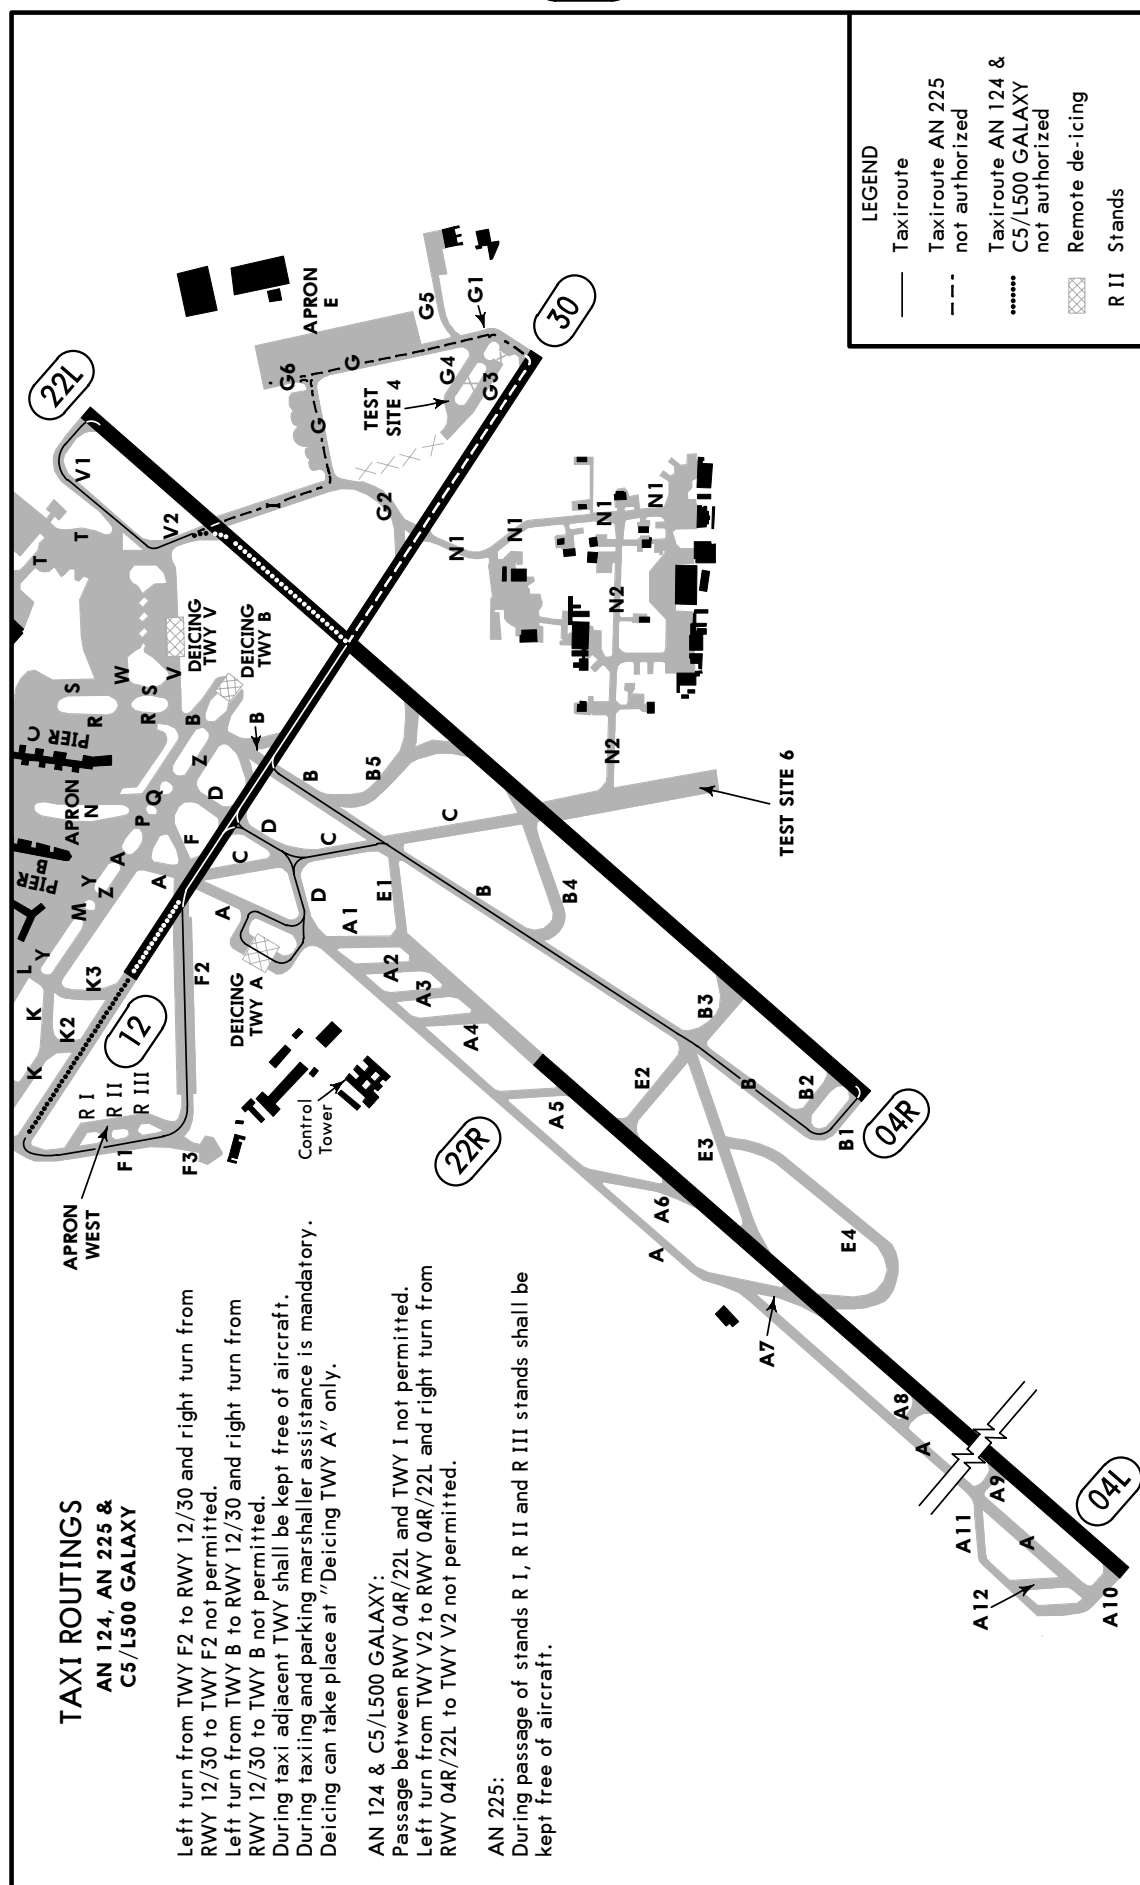 TAXI ROUTINGS
AN 124, AN 225 &
C5/L500 GALAXY
Left turn from TWY F2 to RWY 12/30 and right turn from
RWY 12/30 to TWY F2 not permitted.
Left turn from TWY B to RWY 12/30 and right turn from
RWY 12/30 to TWY B not permitted.
During taxi adjacent TWY shall be kept free of aircraft.
During taxiing and parking marshaller assistance is mandatory.
Deicing can take place at "Deicing TWY A" only.
AN 124 & C5/L500 GALAXY:
Passage between RWY 04R/22L and TWY I not permitted.
Left turn from TWY V2 to RWY 04R/22L and right turn from
RWY 04R/22L to TWY V2 not permitted.
AN 225:
During passage of stands R I, R II and R III stands shall be
kept free of aircraft.
APRON
WEST
F1
F3
R I
R II
R III
K
K2
K
K3
L
Y
M
Y
Z
A
PIER
B
APRON
N
PIER C
P
Q
R
S
R
S
W
V
T
T
12
F2
A
F
D
Z
B
DEICING
TWY V
DEICING
TWY B
B
V2
V1
22L
I
G
G6
G
APRON
E
G5
G1
G4
G3
TEST
SITE 4
30
G2
N1
N1
N1
N1
N2
N2
TEST SITE 6
Control
Tower
DEICING
TWY A
A
C
D
D
C
A1
E1
B
B5
C
A2
A3
A4
B
B4
22R
A5
E2
B3
A6
A
E3
B
B2
B1
04R
E4
A7
A8
A
A9
A11
A
A12
A10
04L
LEGEND
Taxiroute
Taxiroute AN 225
not authorized
Taxiroute AN 124 &
C5/L500 GALAXY
not authorized
Remote de-icing
R II Stands